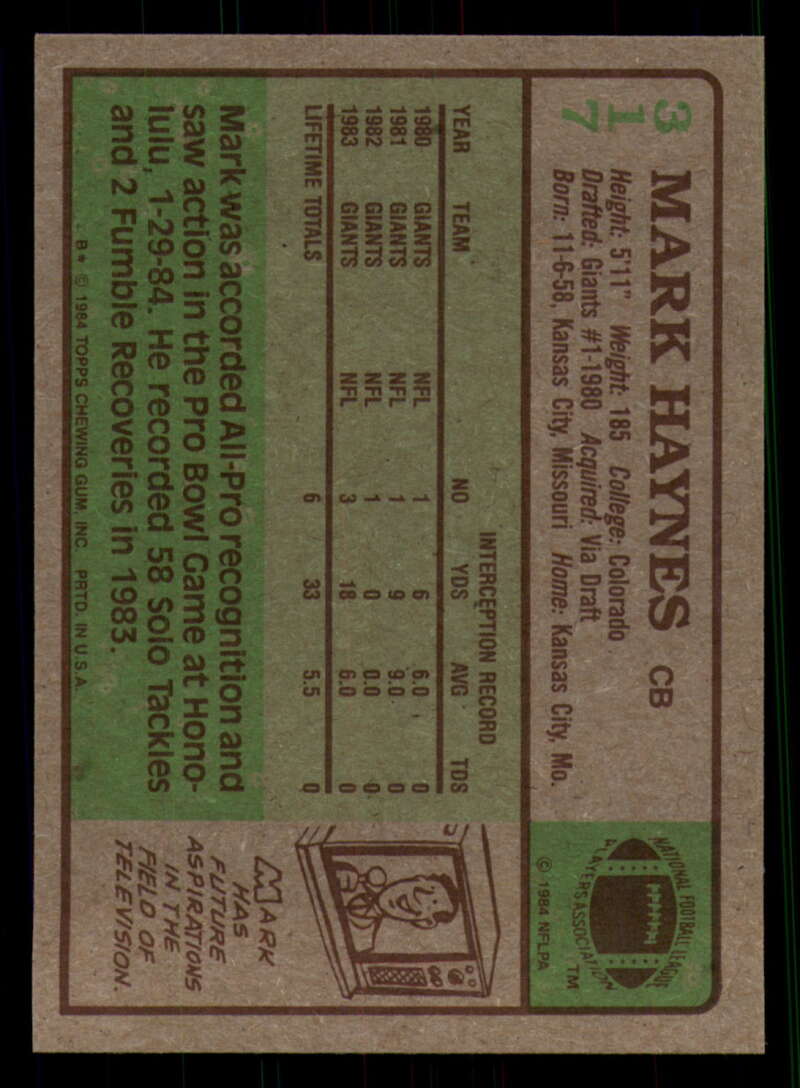 317
MARK HAYNES CB
Height: 5'11" Weight: 185 College: Colorado
Drafted: Giants #1-1980 Acquired: Via Draft
Born: 11-6-58, Kansas City, Missouri Home: Kansas City, Mo.
NATIONAL FOOTBALL LEAGUE
PLAYERS ASSOCIATION
TM
© 1984 NFLPA
INTERCEPTION RECORD
YEAR TEAM NO YDS AVG TDS
1980 GIANTS NFL 1 6 6.0 0
1981 GIANTS NFL 1 9 9.0 0
1982 GIANTS NFL 1 0 0.0 0
1983 GIANTS NFL 3 18 6.0 0
LIFETIME TOTALS 6 33 5.5 0
Mark was accorded All-Pro recognition and
saw action in the Pro Bowl Game at Hono-
lulu, 1-29-84. He recorded 58 Solo Tackles
and 2 Fumble Recoveries in 1983.
MARK
HAS
FUTURE
ASPIRATIONS
IN THE
FIELD OF
TELEVISION.
B* © 1984 TOPPS CHEWING GUM, INC. PRTD. IN U.S.A.